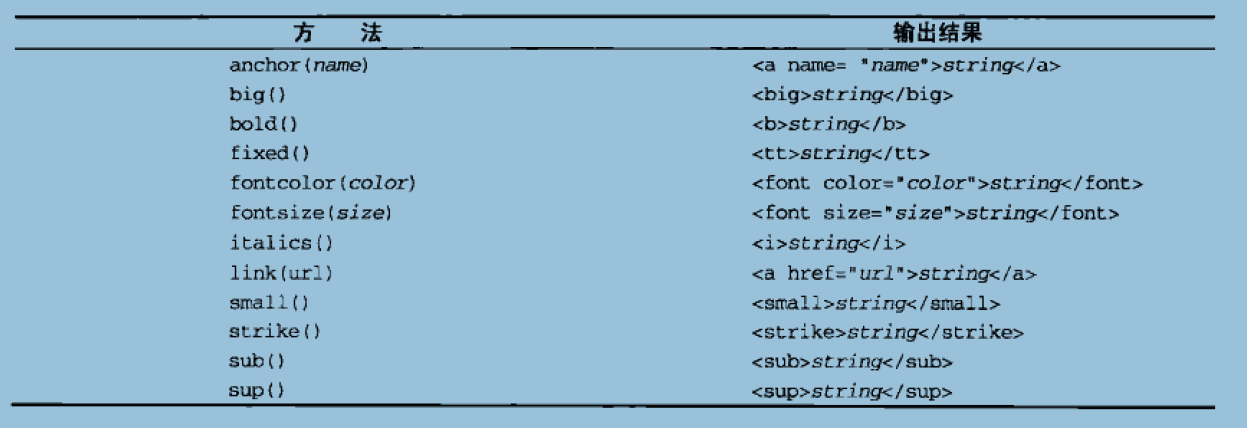 方 法 输出结果
anchor(name) <a name= "name">string</a>
big() <big>string</big>
bold() <b>string</b>
fixed() <tt>string</tt>
fontcolor(color) <font color="color">string</font>
fontsize(size) <font size="size">string</font>
italics() <i>string</i>
link(url) <a href="url">string</a>
small() <small>string</small>
strike() <strike>string</strike>
sub() <sub>string</sub>
sup() <sup>string</sup>